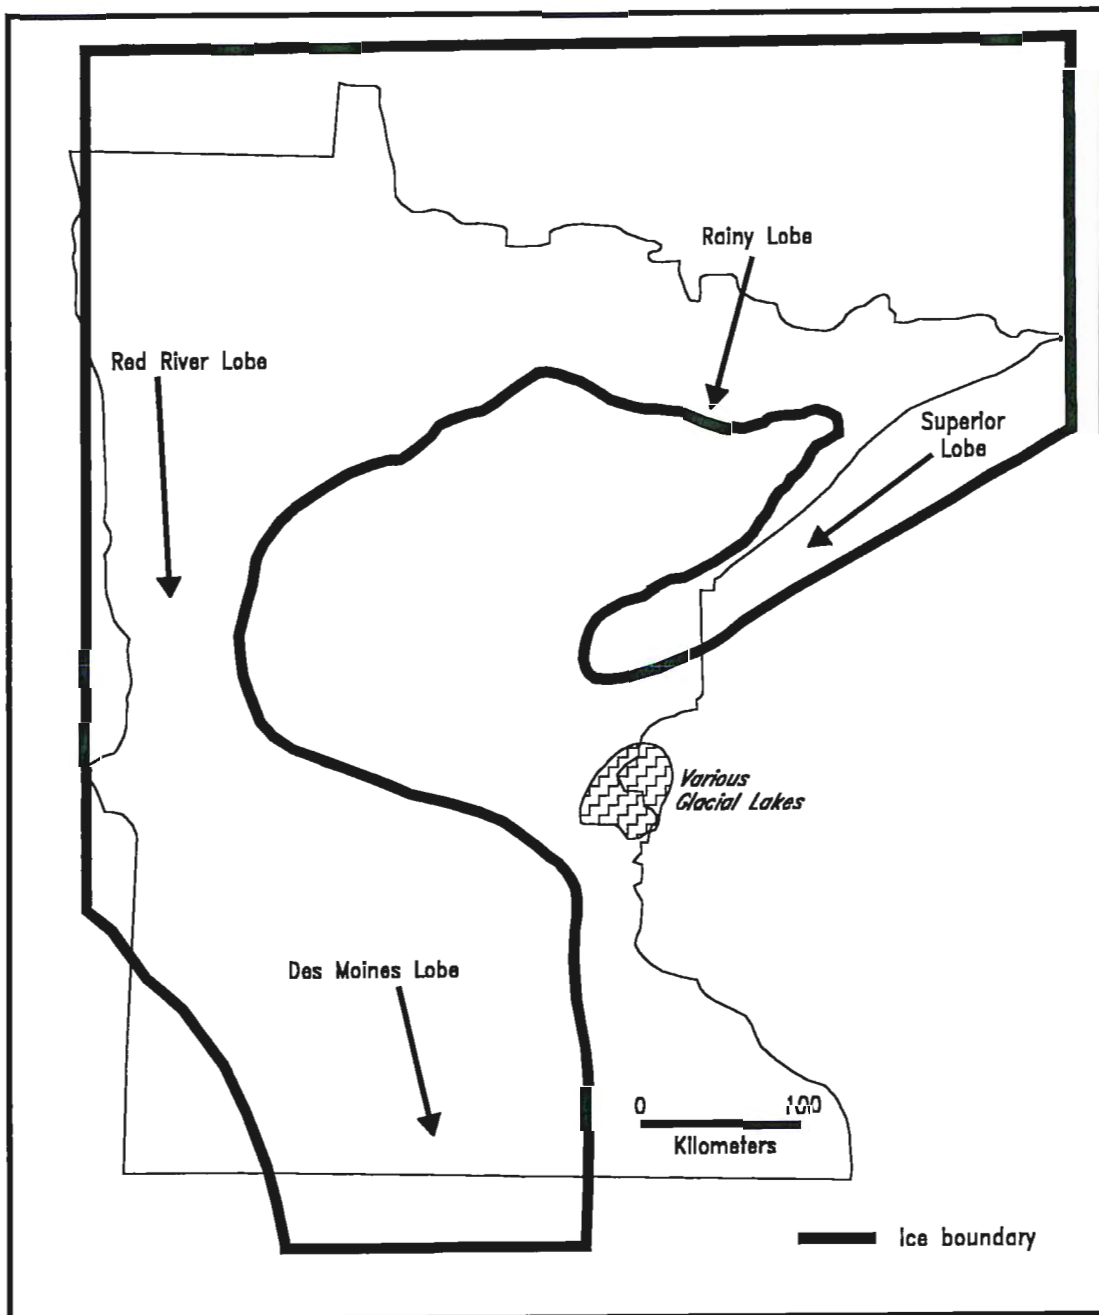 Rainy Lobe
Red River Lobe
Superior
Lobe
Various
Glacial Lakes
Des Moines Lobe
0 100
Kilometers
Ice boundary